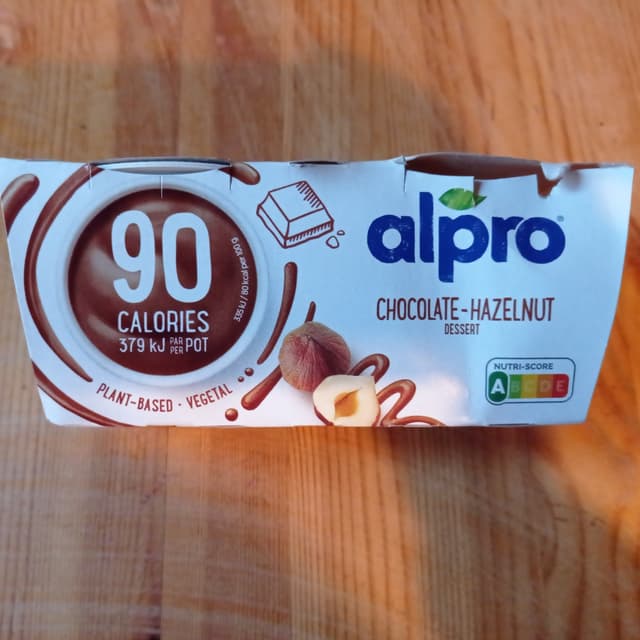 90
CALORIES
379 kJ PAR PER POT
335 kJ / 80 kcal per 100g
PLANT-BASED · VEGETAL
alpro®
CHOCOLATE-HAZELNUT
DESSERT
NUTRI-SCORE
A B C D E